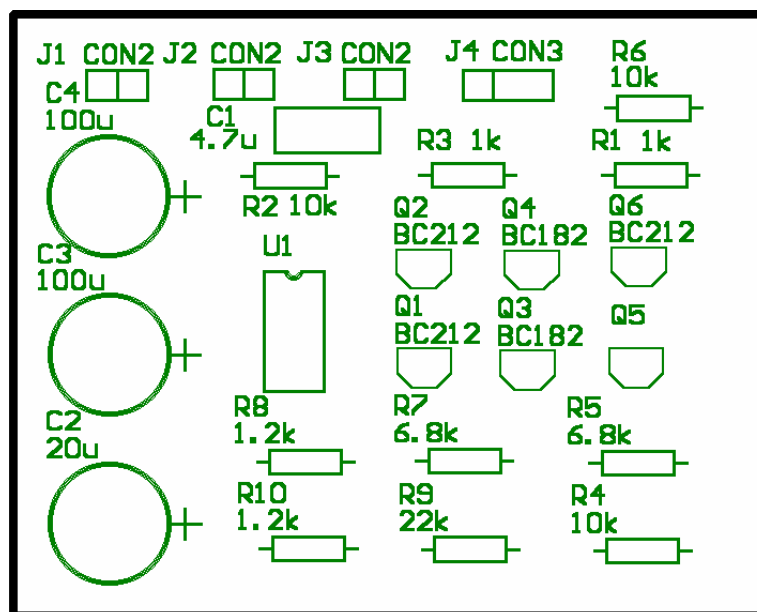 J1 CON2
J2 CON2
J3 CON2
J4 CON3
R6
10k
C4
100u
C1
4.7u
R3 1k
R1 1k
R2 10k
Q2
BC212
Q4
BC182
Q6
BC212
C3
100u
U1
Q1
BC212
Q3
BC182
Q5
C2
20u
R8
1.2k
R7
6.8k
R5
6.8k
R10
1.2k
R9
22k
R4
10k